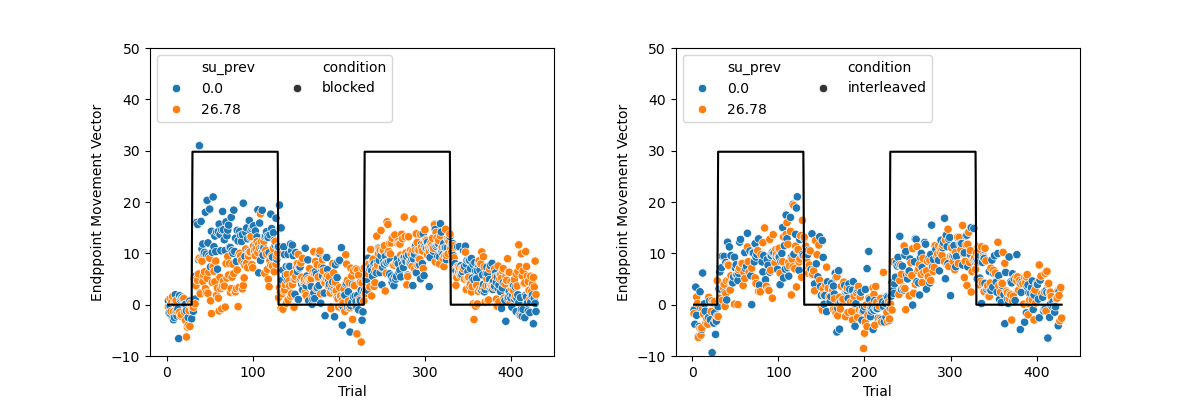 50
40
30
20
10
0
−10
0
100
200
300
400
Trial
Endppoint Movement Vector
su_prev
0.0
26.78
condition
blocked
50
40
30
20
10
0
−10
0
100
200
300
400
Trial
Endppoint Movement Vector
su_prev
0.0
26.78
condition
interleaved